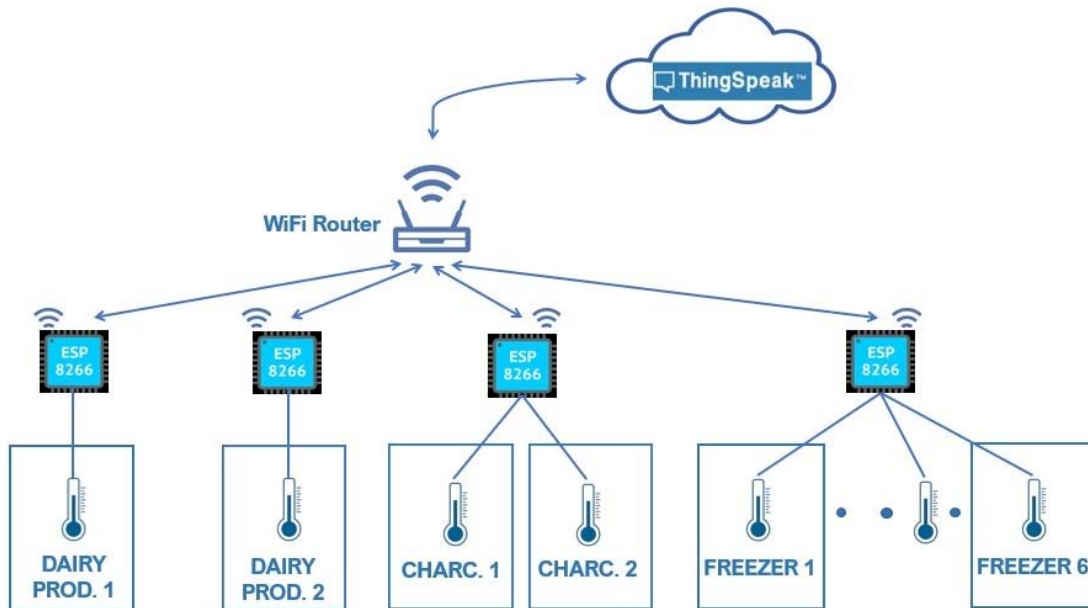 ThingSpeak™
WiFi Router
ESP
8266
ESP
8266
ESP
8266
ESP
8266
DAIRY
PROD. 1
DAIRY
PROD. 2
CHARC. 1
CHARC. 2
FREEZER 1
FREEZER 6